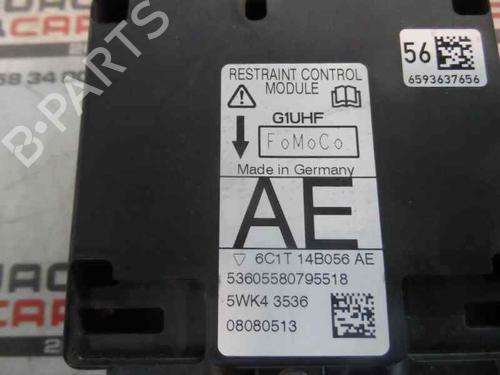 56
6593637656
RESTRAINT CONTROL
MODULE
G1UHF
FoMoCo
Made in Germany
AE
6C1T 14B056 AE
53605580795518
5WK4 3536
08080513
B-PARTS